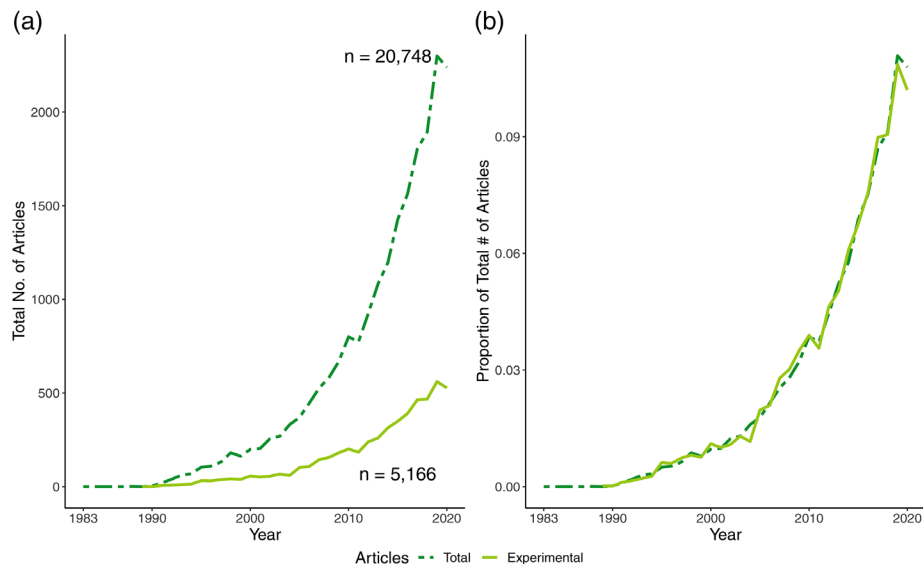 (a)
n = 20,748
2000
1500
1000
500
0
Total No. of Articles
n = 5,166
1983
1990
2000
2010
2020
Year
(b)
0.09
0.06
0.03
0.00
Proportion of Total # of Articles
1983
1990
2000
2010
2020
Year
Articles
Total
Experimental